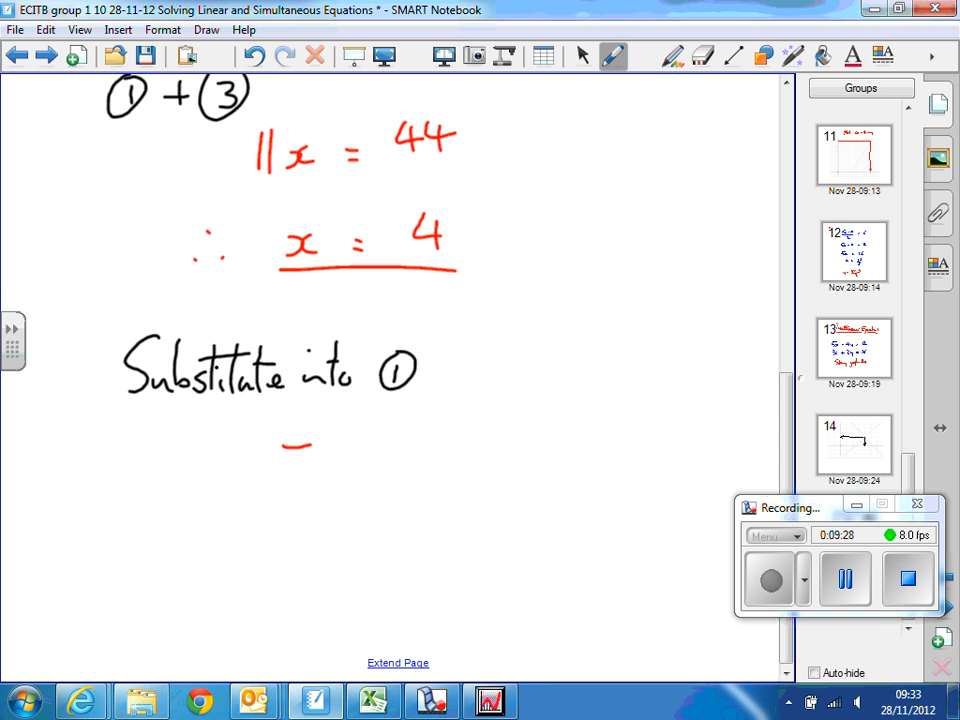 ECITB group 1 10 28-11-12 Solving Linear and Simultaneous Equations * - SMART Notebook
File Edit View Insert Format Draw Help
① + ③
11x = 44
∴ x = 4
Substitute into ①
Extend Page
Groups
11
Nov 28-09:13
12
Nov 28-09:14
13
Nov 28-09:19
14
Nov 28-09:24
Recording...
Menu
0:09:28
8.0 fps
Auto-hide
09:33
28/11/2012